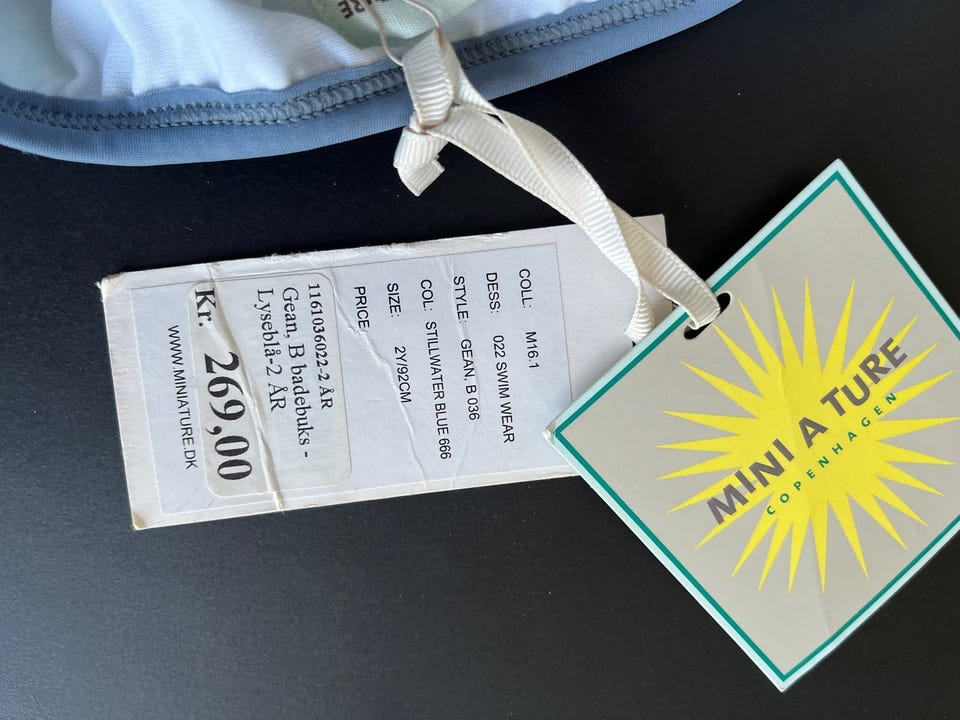 COLL: M16.1
DESS: 022 SWIM WEAR
STYLE: GEAN, B 036
COL: STILLWATER BLUE 666
SIZE: 2Y/92CM
PRICE
1161036022-2 ÅR
Gean, B badebuks -
Lyseblå-2 ÅR
Kr. 269,00
WWW.MINIATURE.DK
MINI A TURE
COPENHAGEN